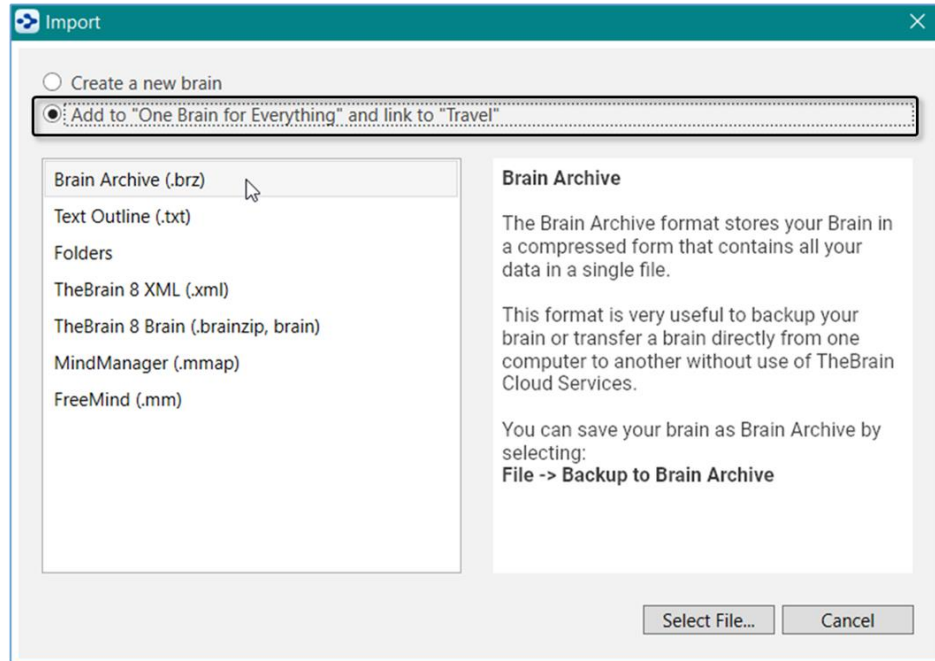 Import
Create a new brain
Add to "One Brain for Everything" and link to "Travel"
Brain Archive (.brz)
Text Outline (.txt)
Folders
TheBrain 8 XML (.xml)
TheBrain 8 Brain (.brainzip, brain)
MindManager (.mmap)
FreeMind (.mm)
Brain Archive
The Brain Archive format stores your Brain in
a compressed form that contains all your
data in a single file.
This format is very useful to backup your
brain or transfer a brain directly from one
computer to another without use of TheBrain
Cloud Services.
You can save your brain as Brain Archive by
selecting:
File -> Backup to Brain Archive
Select File...
Cancel